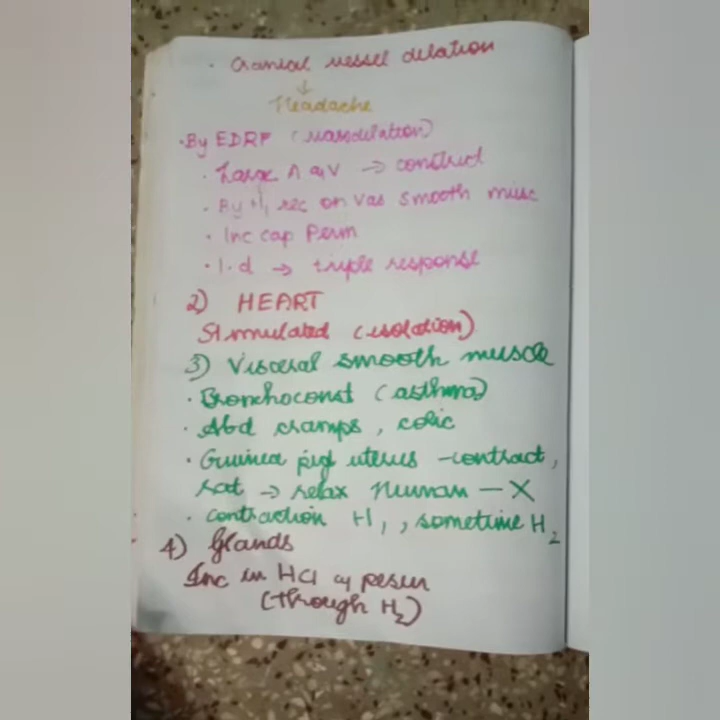 · Cranial vessel dilation
↓
Headache
· By EDRF (vasodilation)
· Large A & V → constrict
· By H₁ rec on vas smooth musc
· Inc cap Perm
· I.d → triple response
2) HEART
Stimulated (isolation)
3) Visceral smooth muscle
· Bronchoconst (asthma)
· Abd cramps, colic
· Guinea pig uterus - contract,
rat → relax Human - X
· contraction H₁, sometime H₂
4) Glands
Inc in HCl & pesin
(through H₂)